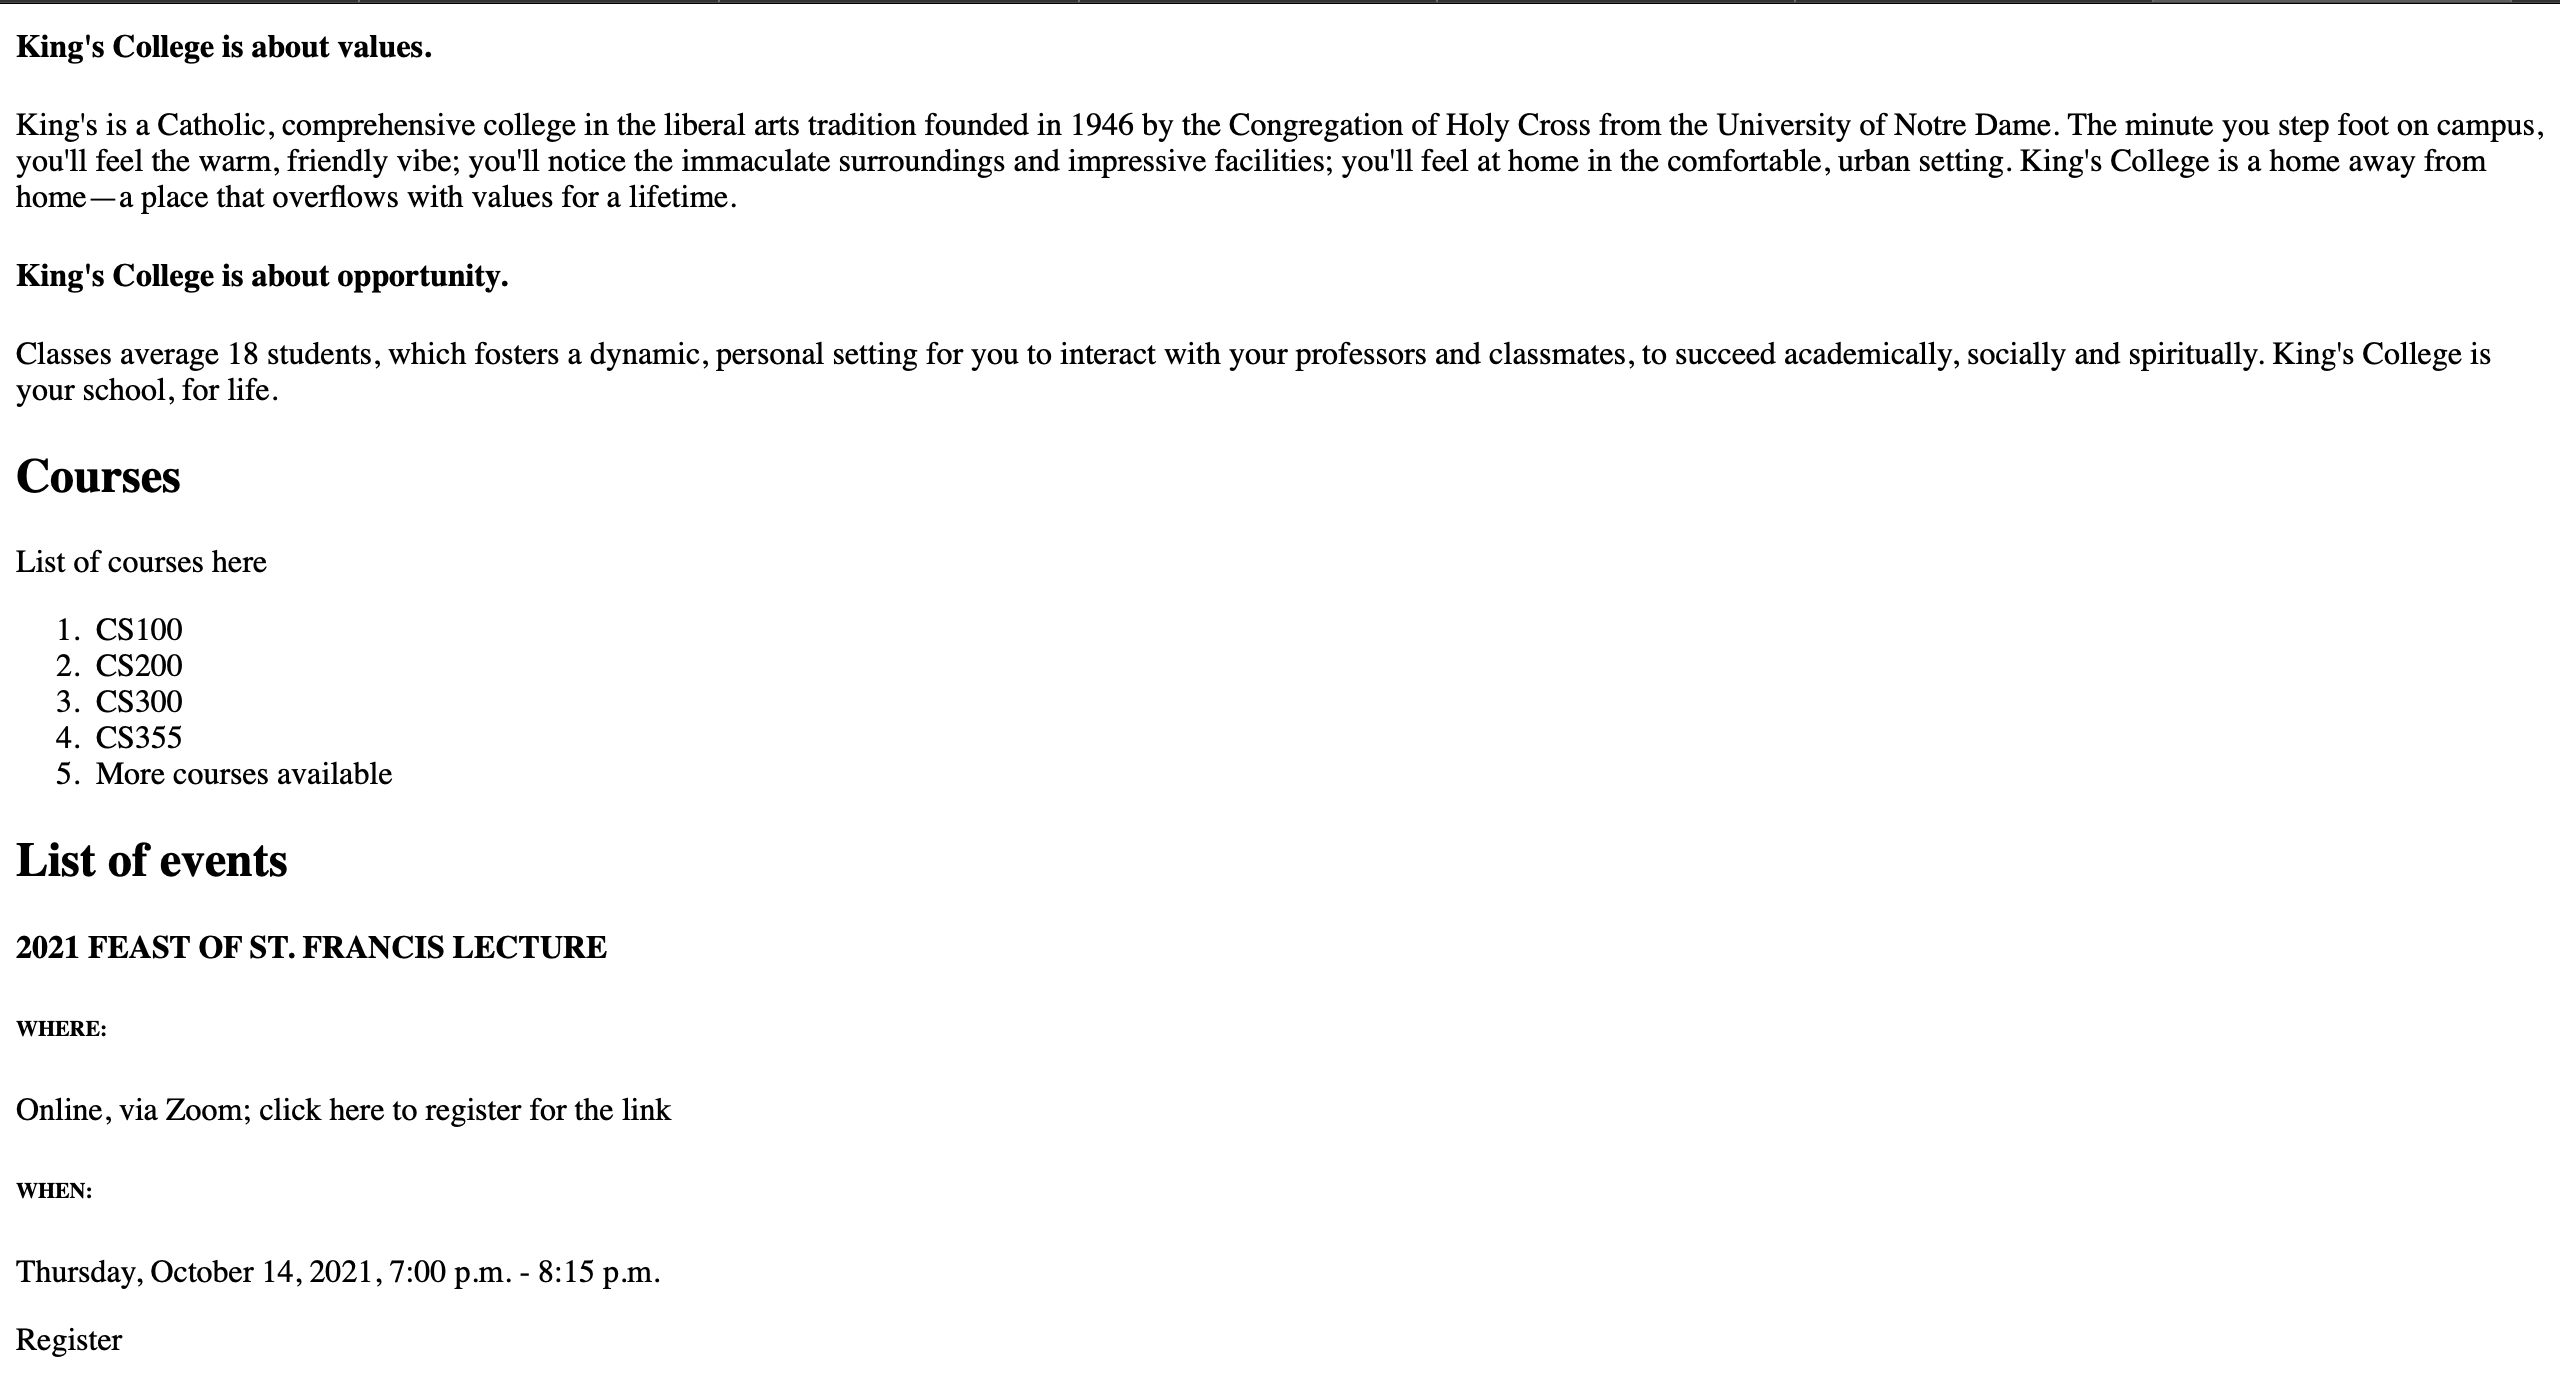 King's College is about values.
King's is a Catholic, comprehensive college in the liberal arts tradition founded in 1946 by the Congregation of Holy Cross from the University of Notre Dame. The minute you step foot on campus,
you'll feel the warm, friendly vibe; you'll notice the immaculate surroundings and impressive facilities; you'll feel at home in the comfortable, urban setting. King's College is a home away from
home—a place that overflows with values for a lifetime.
King's College is about opportunity.
Classes average 18 students, which fosters a dynamic, personal setting for you to interact with your professors and classmates, to succeed academically, socially and spiritually. King's College is
your school, for life.
Courses
List of courses here
1. CS100
2. CS200
3. CS300
4. CS355
5. More courses available
List of events
2021 FEAST OF ST. FRANCIS LECTURE
WHERE:
Online, via Zoom; click here to register for the link
WHEN:
Thursday, October 14, 2021, 7:00 p.m. - 8:15 p.m.
Register